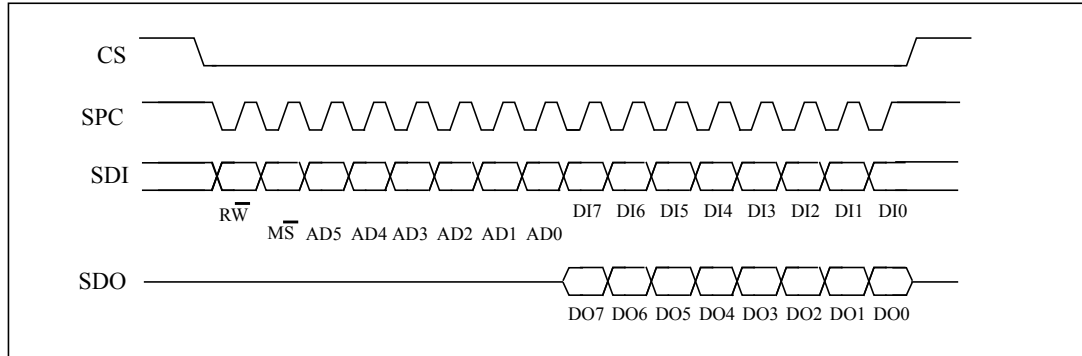 CS
SPC
SDI
RW̅
DI7 DI6 DI5 DI4 DI3 DI2 DI1 DI0
MS̅ AD5 AD4 AD3 AD2 AD1 AD0
SDO
DO7 DO6 DO5 DO4 DO3 DO2 DO1 DO0